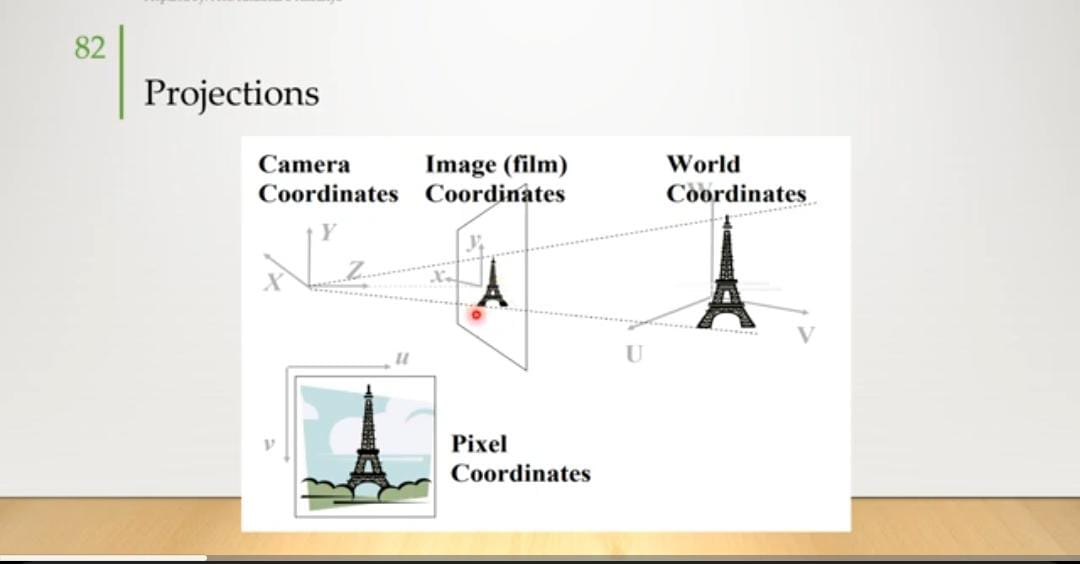 82
Projections
Camera
Coordinates
Image (film)
Coordinates
World
Coordinates
W
Y
X
Z
y
x
U
V
u
v
Pixel
Coordinates